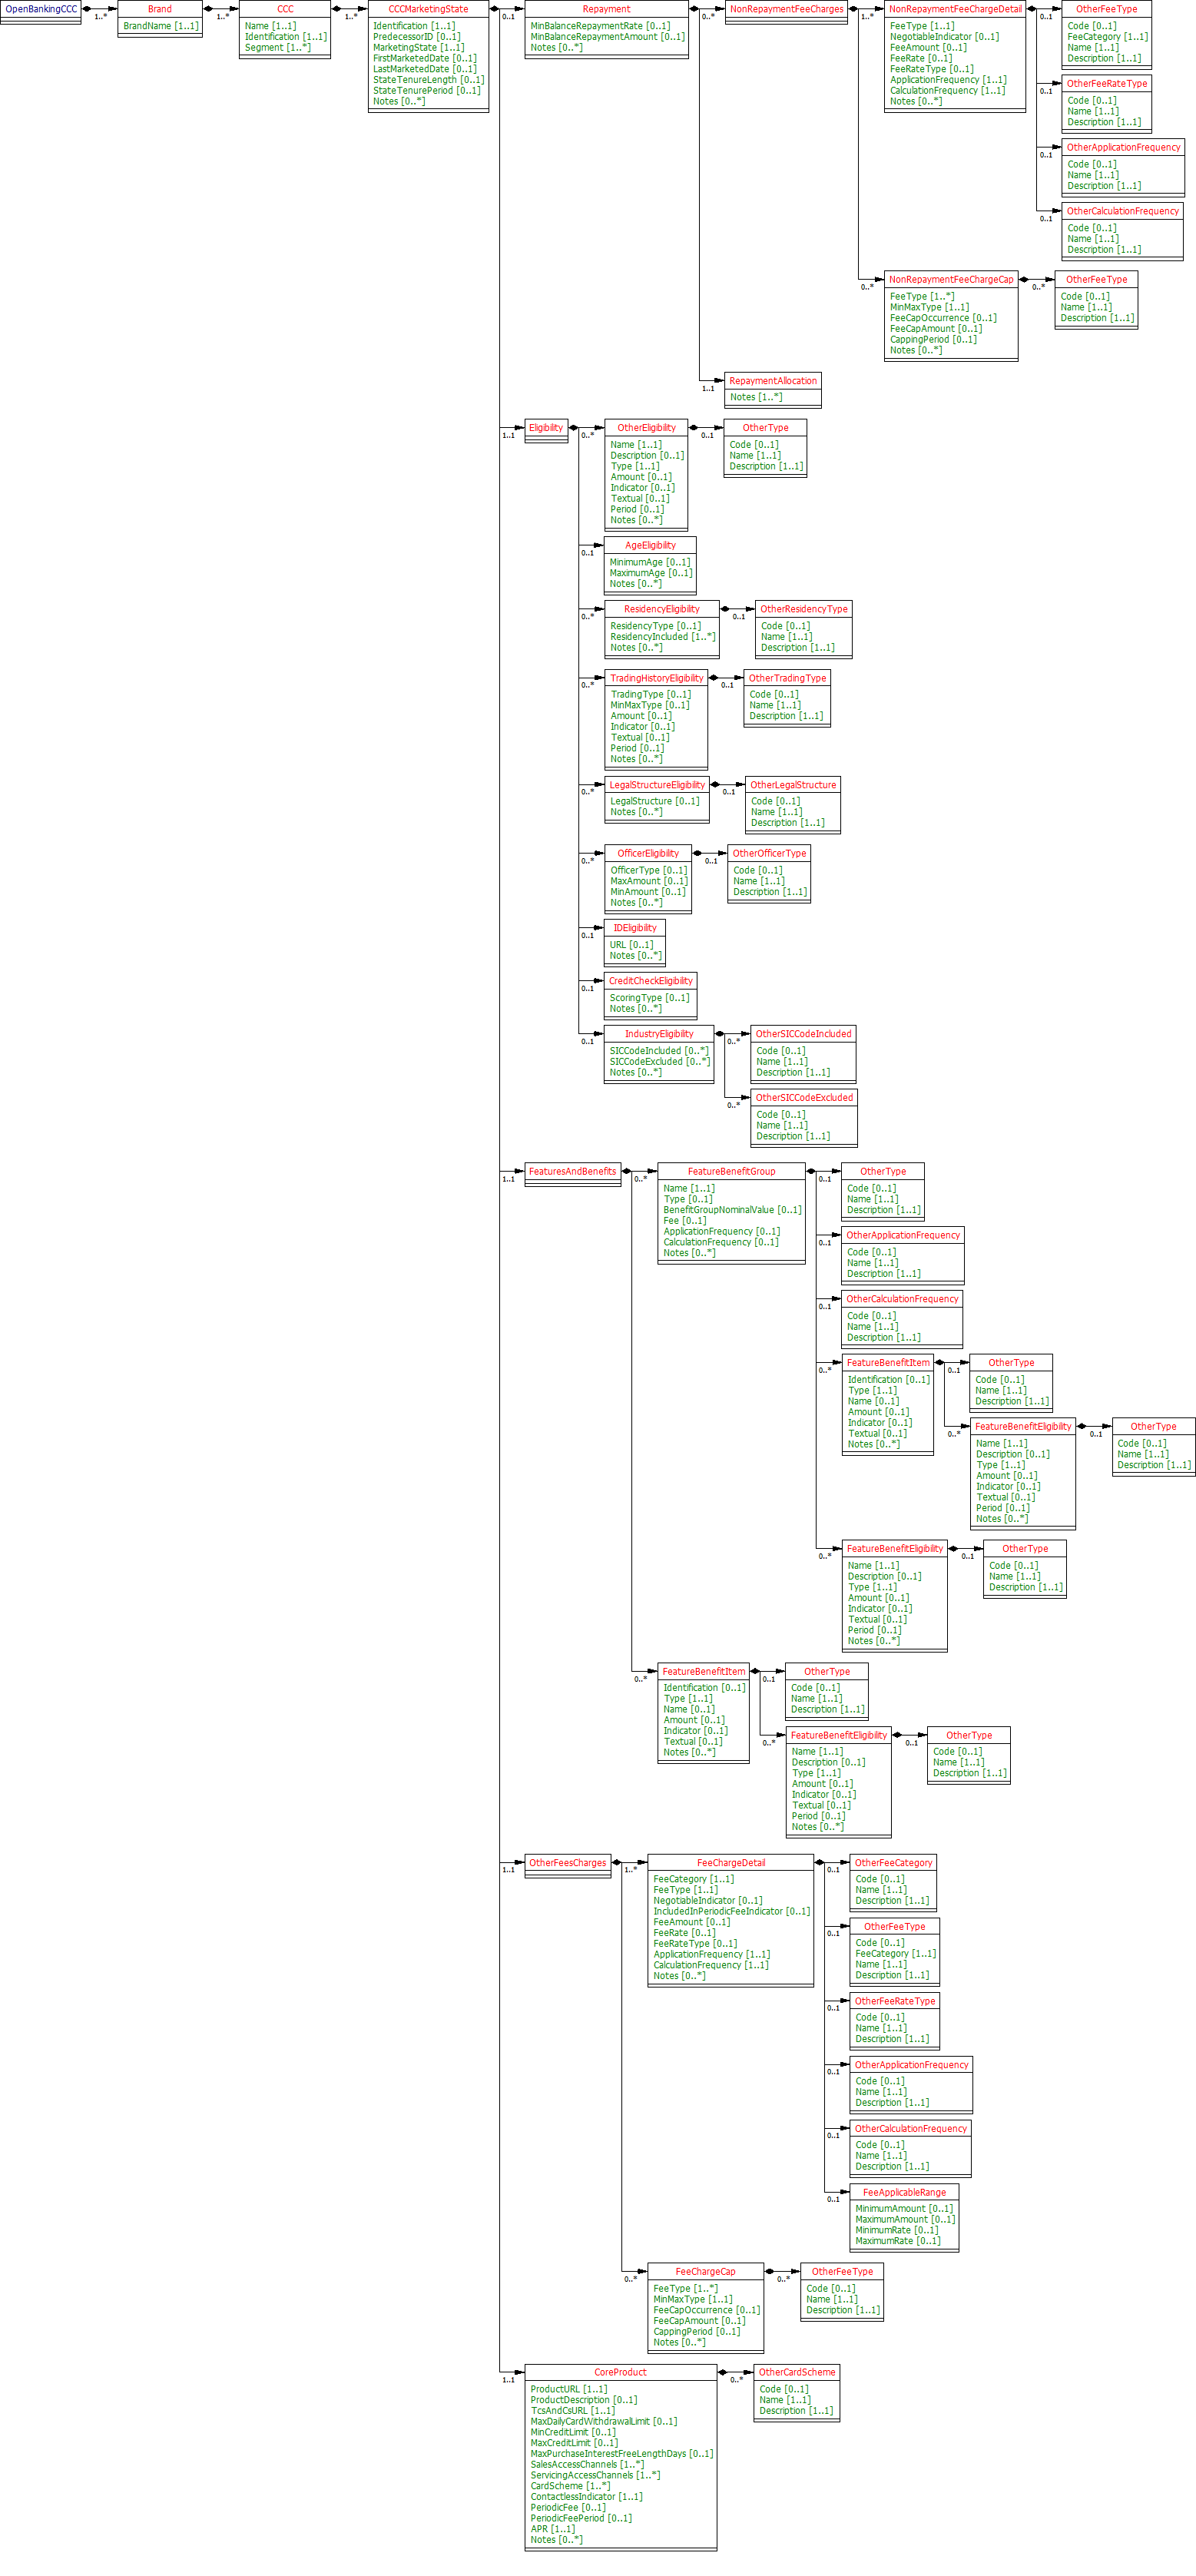 OpenBankingCCC
1..*
Brand
BrandName [1..1]
1..*
CCC
Name [1..1]
Identification [1..1]
Segment [1..*]
1..*
CCCMarketingState
Identification [1..1]
PredecessorID [0..1]
MarketingState [1..1]
FirstMarketedDate [0..1]
LastMarketedDate [0..1]
StateTenureLength [0..1]
StateTenurePeriod [0..1]
Notes [0..*]
0..1
Repayment
MinBalanceRepaymentRate [0..1]
MinBalanceRepaymentAmount [0..1]
Notes [0..*]
0..*
NonRepaymentFeeCharges
1..*
NonRepaymentFeeChargeDetail
FeeType [1..1]
NegotiableIndicator [0..1]
FeeAmount [0..1]
FeeRate [0..1]
FeeRateType [0..1]
ApplicationFrequency [1..1]
CalculationFrequency [1..1]
Notes [0..*]
0..1
OtherFeeType
Code [0..1]
FeeCategory [1..1]
Name [1..1]
Description [1..1]
0..1
OtherFeeRateType
Code [0..1]
Name [1..1]
Description [1..1]
0..1
OtherApplicationFrequency
Code [0..1]
Name [1..1]
Description [1..1]
0..1
OtherCalculationFrequency
Code [0..1]
Name [1..1]
Description [1..1]
0..*
NonRepaymentFeeChargeCap
FeeType [1..*]
MinMaxType [1..1]
FeeCapOccurrence [0..1]
FeeCapAmount [0..1]
CappingPeriod [0..1]
Notes [0..*]
0..*
OtherFeeType
Code [0..1]
Name [1..1]
Description [1..1]
1..1
RepaymentAllocation
Notes [1..*]
1..1
Eligibility
0..*
OtherEligibility
Name [1..1]
Description [0..1]
Type [1..1]
Amount [0..1]
Indicator [0..1]
Textual [0..1]
Period [0..1]
Notes [0..*]
0..1
OtherType
Code [0..1]
Name [1..1]
Description [1..1]
0..1
AgeEligibility
MinimumAge [0..1]
MaximumAge [0..1]
Notes [0..*]
0..*
ResidencyEligibility
ResidencyType [0..1]
ResidencyIncluded [1..*]
Notes [0..*]
0..1
OtherResidencyType
Code [0..1]
Name [1..1]
Description [1..1]
0..*
TradingHistoryEligibility
TradingType [0..1]
MinMaxType [0..1]
Amount [0..1]
Indicator [0..1]
Textual [0..1]
Period [0..1]
Notes [0..*]
0..1
OtherTradingType
Code [0..1]
Name [1..1]
Description [1..1]
0..*
LegalStructureEligibility
LegalStructure [0..1]
Notes [0..*]
0..1
OtherLegalStructure
Code [0..1]
Name [1..1]
Description [1..1]
0..*
OfficerEligibility
OfficerType [0..1]
MaxAmount [0..1]
MinAmount [0..1]
Notes [0..*]
0..1
OtherOfficerType
Code [0..1]
Name [1..1]
Description [1..1]
0..1
IDEligibility
URL [0..1]
Notes [0..*]
0..1
CreditCheckEligibility
ScoringType [0..1]
Notes [0..*]
0..1
IndustryEligibility
SICCodeIncluded [0..*]
SICCodeExcluded [0..*]
Notes [0..*]
0..*
OtherSICCodeIncluded
Code [0..1]
Name [1..1]
Description [1..1]
0..*
OtherSICCodeExcluded
Code [0..1]
Name [1..1]
Description [1..1]
1..1
FeaturesAndBenefits
0..*
FeatureBenefitGroup
Name [1..1]
Type [0..1]
BenefitGroupNominalValue [0..1]
Fee [0..1]
ApplicationFrequency [0..1]
CalculationFrequency [0..1]
Notes [0..*]
0..1
OtherType
Code [0..1]
Name [1..1]
Description [1..1]
0..1
OtherApplicationFrequency
Code [0..1]
Name [1..1]
Description [1..1]
0..1
OtherCalculationFrequency
Code [0..1]
Name [1..1]
Description [1..1]
0..*
FeatureBenefitItem
Identification [0..1]
Type [1..1]
Name [0..1]
Amount [0..1]
Indicator [0..1]
Textual [0..1]
Notes [0..*]
0..1
OtherType
Code [0..1]
Name [1..1]
Description [1..1]
0..*
FeatureBenefitEligibility
Name [1..1]
Description [0..1]
Type [1..1]
Amount [0..1]
Indicator [0..1]
Textual [0..1]
Period [0..1]
Notes [0..*]
0..1
OtherType
Code [0..1]
Name [1..1]
Description [1..1]
0..*
FeatureBenefitEligibility
Name [1..1]
Description [0..1]
Type [1..1]
Amount [0..1]
Indicator [0..1]
Textual [0..1]
Period [0..1]
Notes [0..*]
0..1
OtherType
Code [0..1]
Name [1..1]
Description [1..1]
0..*
FeatureBenefitItem
Identification [0..1]
Type [1..1]
Name [0..1]
Amount [0..1]
Indicator [0..1]
Textual [0..1]
Notes [0..*]
0..1
OtherType
Code [0..1]
Name [1..1]
Description [1..1]
0..*
FeatureBenefitEligibility
Name [1..1]
Description [0..1]
Type [1..1]
Amount [0..1]
Indicator [0..1]
Textual [0..1]
Period [0..1]
Notes [0..*]
0..1
OtherType
Code [0..1]
Name [1..1]
Description [1..1]
1..1
OtherFeesCharges
1..*
FeeChargeDetail
FeeCategory [1..1]
FeeType [1..1]
NegotiableIndicator [0..1]
IncludedInPeriodicFeeIndicator [0..1]
FeeAmount [0..1]
FeeRate [0..1]
FeeRateType [0..1]
ApplicationFrequency [1..1]
CalculationFrequency [1..1]
Notes [0..*]
0..1
OtherFeeCategory
Code [0..1]
Name [1..1]
Description [1..1]
0..1
OtherFeeType
Code [0..1]
FeeCategory [1..1]
Name [1..1]
Description [1..1]
0..1
OtherFeeRateType
Code [0..1]
Name [1..1]
Description [1..1]
0..1
OtherApplicationFrequency
Code [0..1]
Name [1..1]
Description [1..1]
0..1
OtherCalculationFrequency
Code [0..1]
Name [1..1]
Description [1..1]
0..1
FeeApplicableRange
MinimumAmount [0..1]
MaximumAmount [0..1]
MinimumRate [0..1]
MaximumRate [0..1]
0..*
FeeChargeCap
FeeType [1..*]
MinMaxType [1..1]
FeeCapOccurrence [0..1]
FeeCapAmount [0..1]
CappingPeriod [0..1]
Notes [0..*]
0..*
OtherFeeType
Code [0..1]
Name [1..1]
Description [1..1]
1..1
CoreProduct
ProductURL [1..1]
ProductDescription [0..1]
TcsAndCsURL [1..1]
MaxDailyCardWithdrawalLimit [0..1]
MinCreditLimit [0..1]
MaxCreditLimit [0..1]
MaxPurchaseInterestFreeLengthDays [0..1]
SalesAccessChannels [1..*]
ServicingAccessChannels [1..*]
CardScheme [1..*]
ContactlessIndicator [1..1]
PeriodicFee [0..1]
PeriodicFeePeriod [0..1]
APR [1..1]
Notes [0..*]
0..*
OtherCardScheme
Code [0..1]
Name [1..1]
Description [1..1]